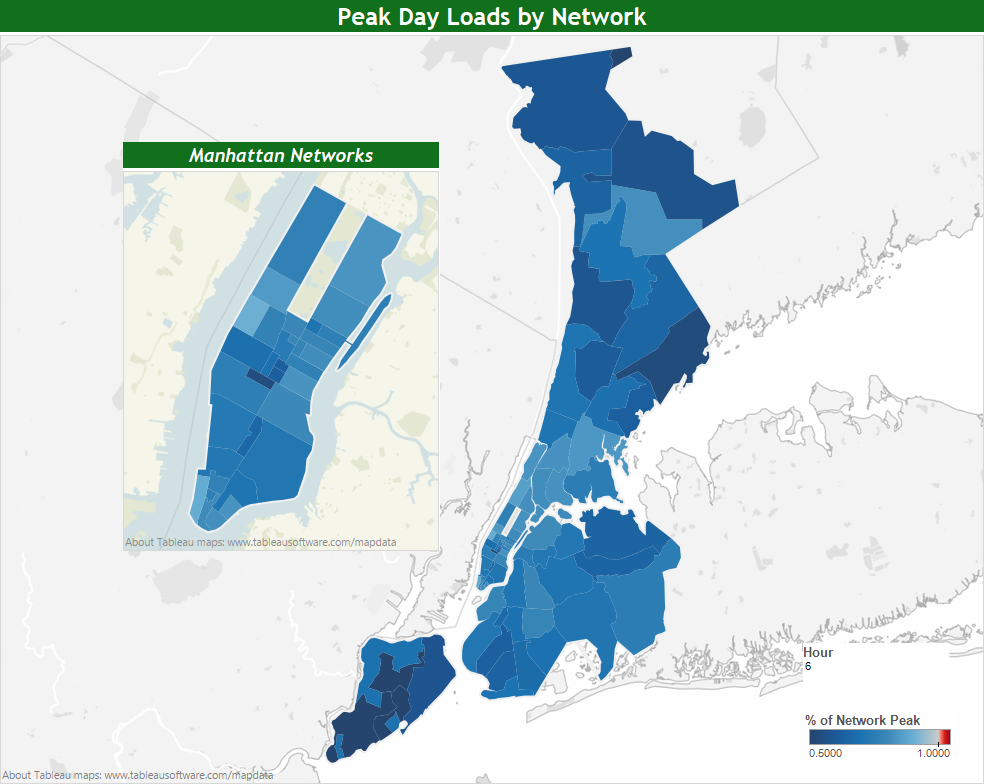 Peak Day Loads by Network
Manhattan Networks
About Tableau maps: www.tableausoftware.com/mapdata
Hour
6
% of Network Peak
0.5000 1.0000
About Tableau maps: www.tableausoftware.com/mapdata